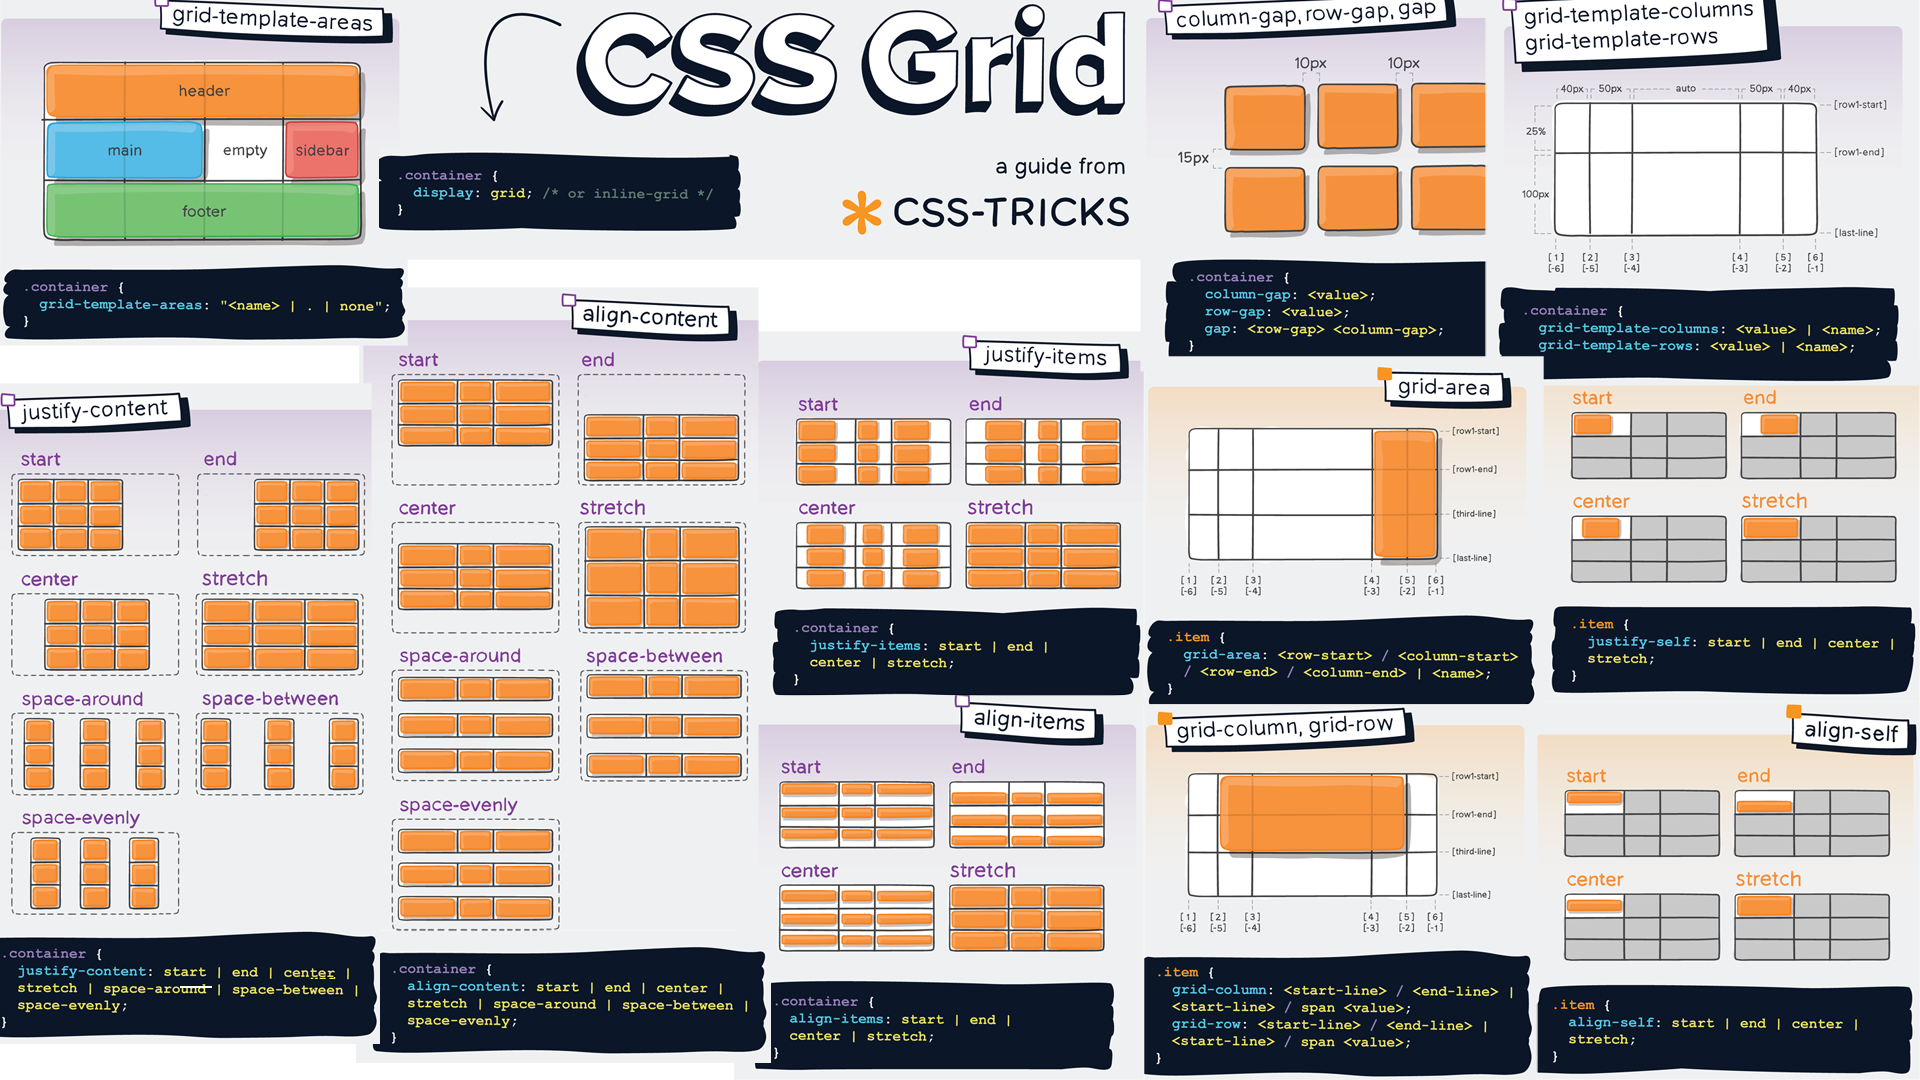 grid-template-areas
header
main
empty
sidebar
footer
.container {
grid-template-areas: "<name> | . | none";
}
CSS Grid
.container {
display: grid; /* or inline-grid */
}
a guide from
* CSS-TRICKS
column-gap, row-gap, gap
10px
10px
15px
.container {
column-gap: <value>;
row-gap: <value>;
gap: <row-gap> <column-gap>;
}
grid-template-columns
grid-template-rows
40px
50px
auto
50px
40px
25%
100px
[row1-start]
[row1-end]
[last-line]
[1] [2] [3] [4] [5] [6]
[-6] [-5] [-4] [-3] [-2] [-1]
.container {
grid-template-columns: <value> | <name>;
grid-template-rows: <value> | <name>;
justify-content
start
end
center
stretch
space-around
space-between
space-evenly
.container {
justify-content: start | end | center |
stretch | space-around | space-between |
space-evenly;
}
align-content
start
end
center
stretch
space-around
space-between
space-evenly
.container {
align-content: start | end | center |
stretch | space-around | space-between |
space-evenly;
}
justify-items
start
end
center
stretch
.container {
justify-items: start | end |
center | stretch;
}
align-items
start
end
center
stretch
.container {
align-items: start | end |
center | stretch;
}
grid-area
[row1-start]
[row1-end]
[third-line]
[last-line]
[1] [2] [3] [4] [5] [6]
[-6] [-5] [-4] [-3] [-2] [-1]
.item {
grid-area: <row-start> / <column-start>
/ <row-end> / <column-end> | <name>;
}
grid-column, grid-row
[row1-start]
[row1-end]
[third-line]
[last-line]
[1] [2] [3] [4] [5] [6]
[-6] [-5] [-4] [-3] [-2] [-1]
.item {
grid-column: <start-line> / <end-line> |
<start-line> / span <value>;
grid-row: <start-line> / <end-line> |
<start-line> / span <value>;
}
start
end
center
stretch
.item {
justify-self: start | end | center |
stretch;
}
align-self
start
end
center
stretch
.item {
align-self: start | end | center |
stretch;
}